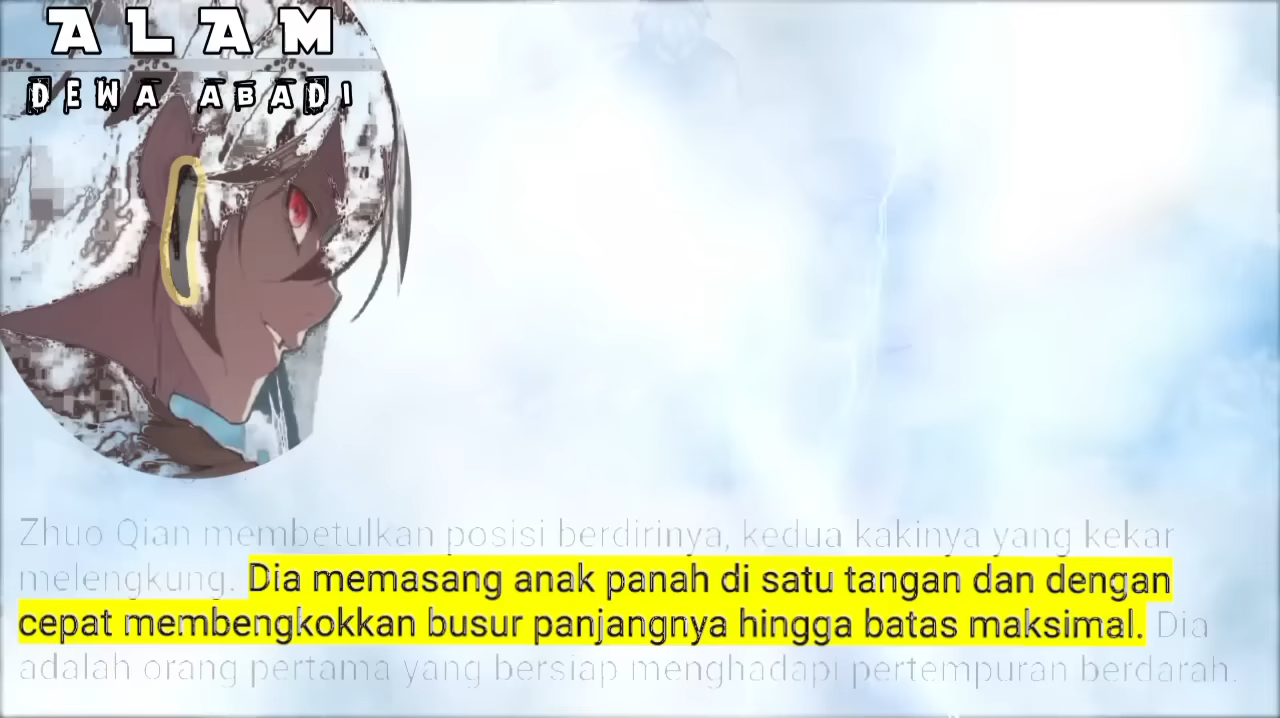 ALAM
DEWA ABADI
Zhuo Qian membetulkan posisi berdirinya, kedua kakinya yang kekar
melengkung. Dia memasang anak panah di satu tangan dan dengan
cepat membengkokkan busur panjangnya hingga batas maksimal. Dia
adalah orang pertama yang bersiap menghadapi pertempuran berdarah.